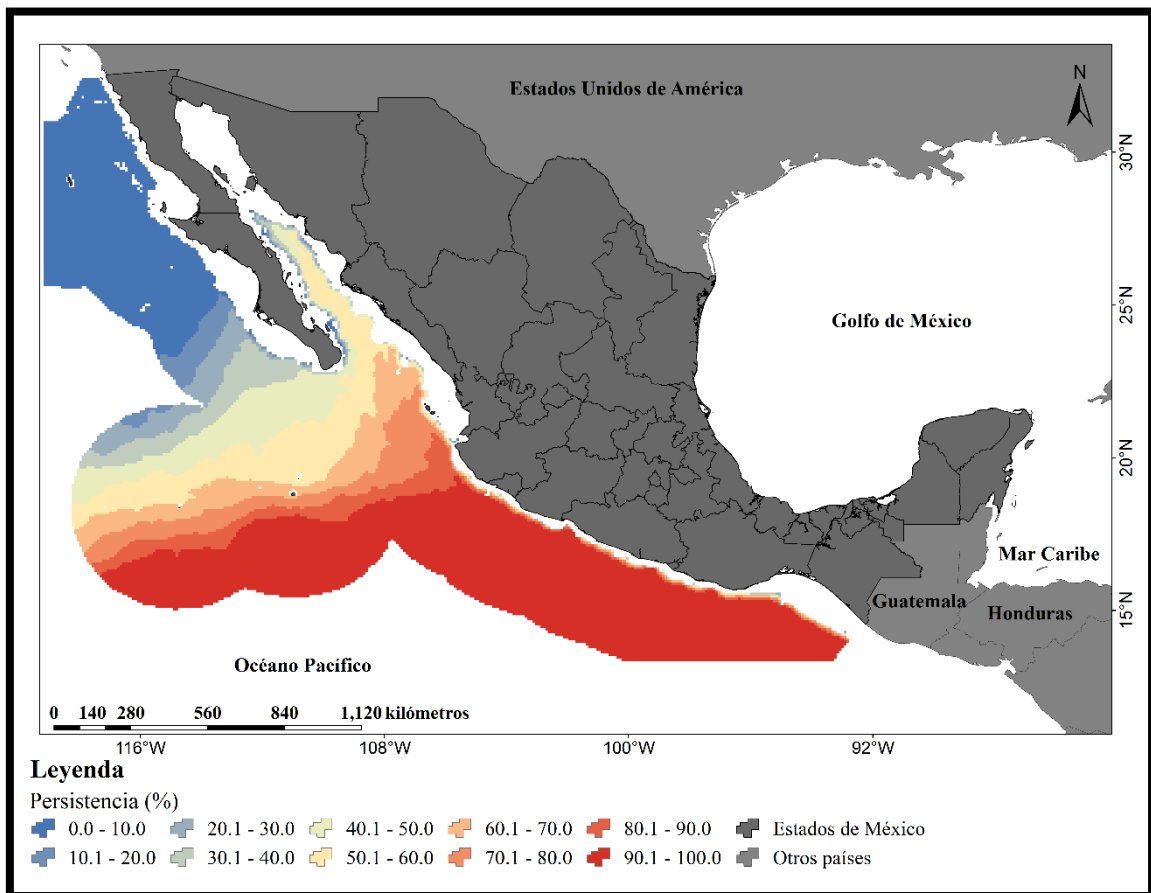 Estados Unidos de América
N
30°N
25°N
Golfo de México
20°N
Mar Caribe
Guatemala
15°N
Honduras
Océano Pacífico
0 140 280 560 840 1,120 kilómetros
116°W 108°W 100°W 92°W
Leyenda
Persistencia (%)
0.0 - 10.0 20.1 - 30.0 40.1 - 50.0 60.1 - 70.0 80.1 - 90.0 Estados de México
10.1 - 20.0 30.1 - 40.0 50.1 - 60.0 70.1 - 80.0 90.1 - 100.0 Otros países